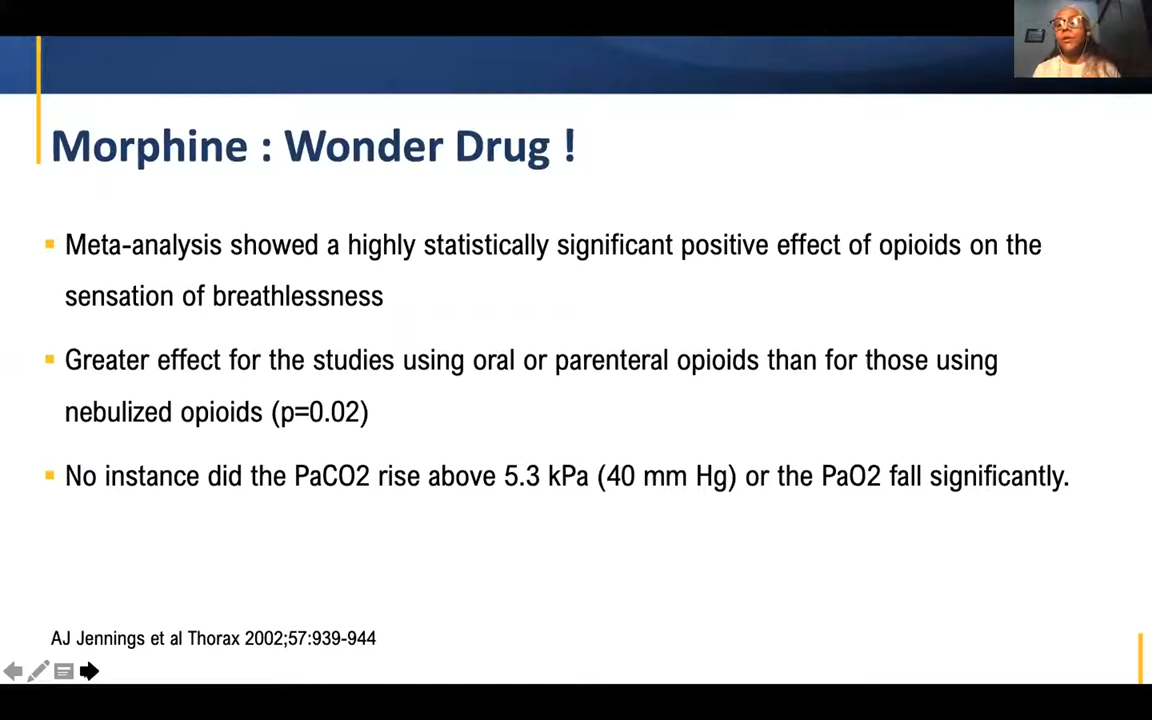 Morphine : Wonder Drug !
Meta-analysis showed a highly statistically significant positive effect of opioids on the
sensation of breathlessness
Greater effect for the studies using oral or parenteral opioids than for those using
nebulized opioids (p=0.02)
No instance did the PaCO2 rise above 5.3 kPa (40 mm Hg) or the PaO2 fall significantly.
AJ Jennings et al Thorax 2002;57:939-944